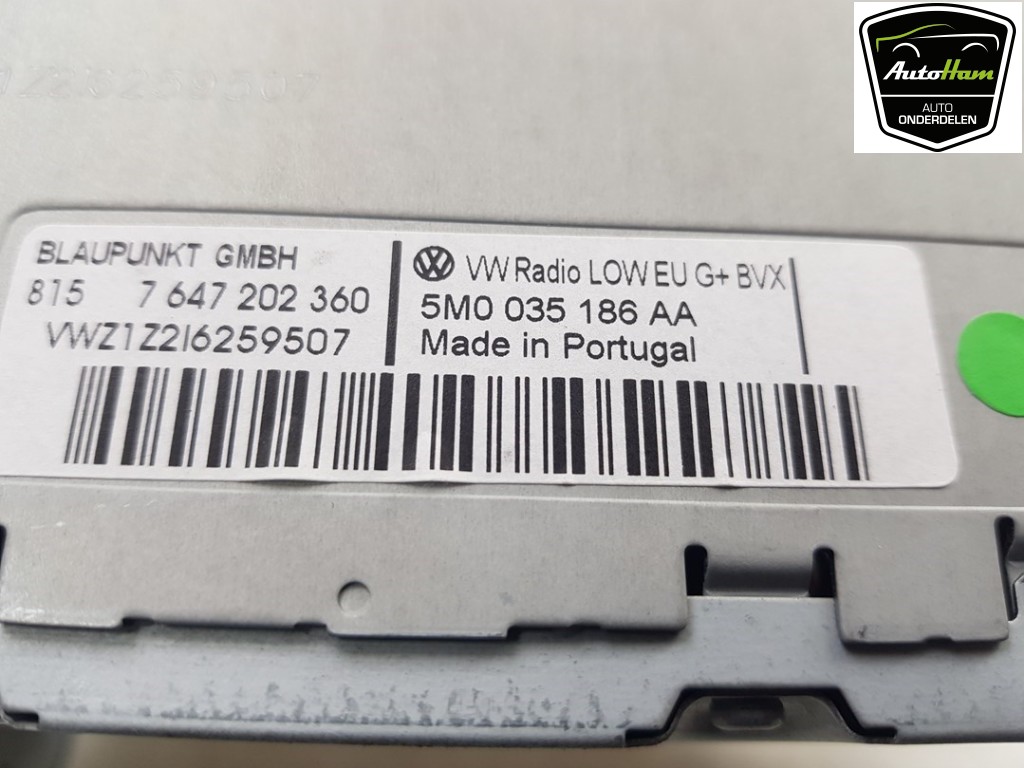 AutoHam
AUTO
ONDERDELEN
BLAUPUNKT GMBH
815 7 647 202 360
VWZ1Z2I6259507
VW Radio LOW EU G+ BVX
5M0 035 186 AA
Made in Portugal